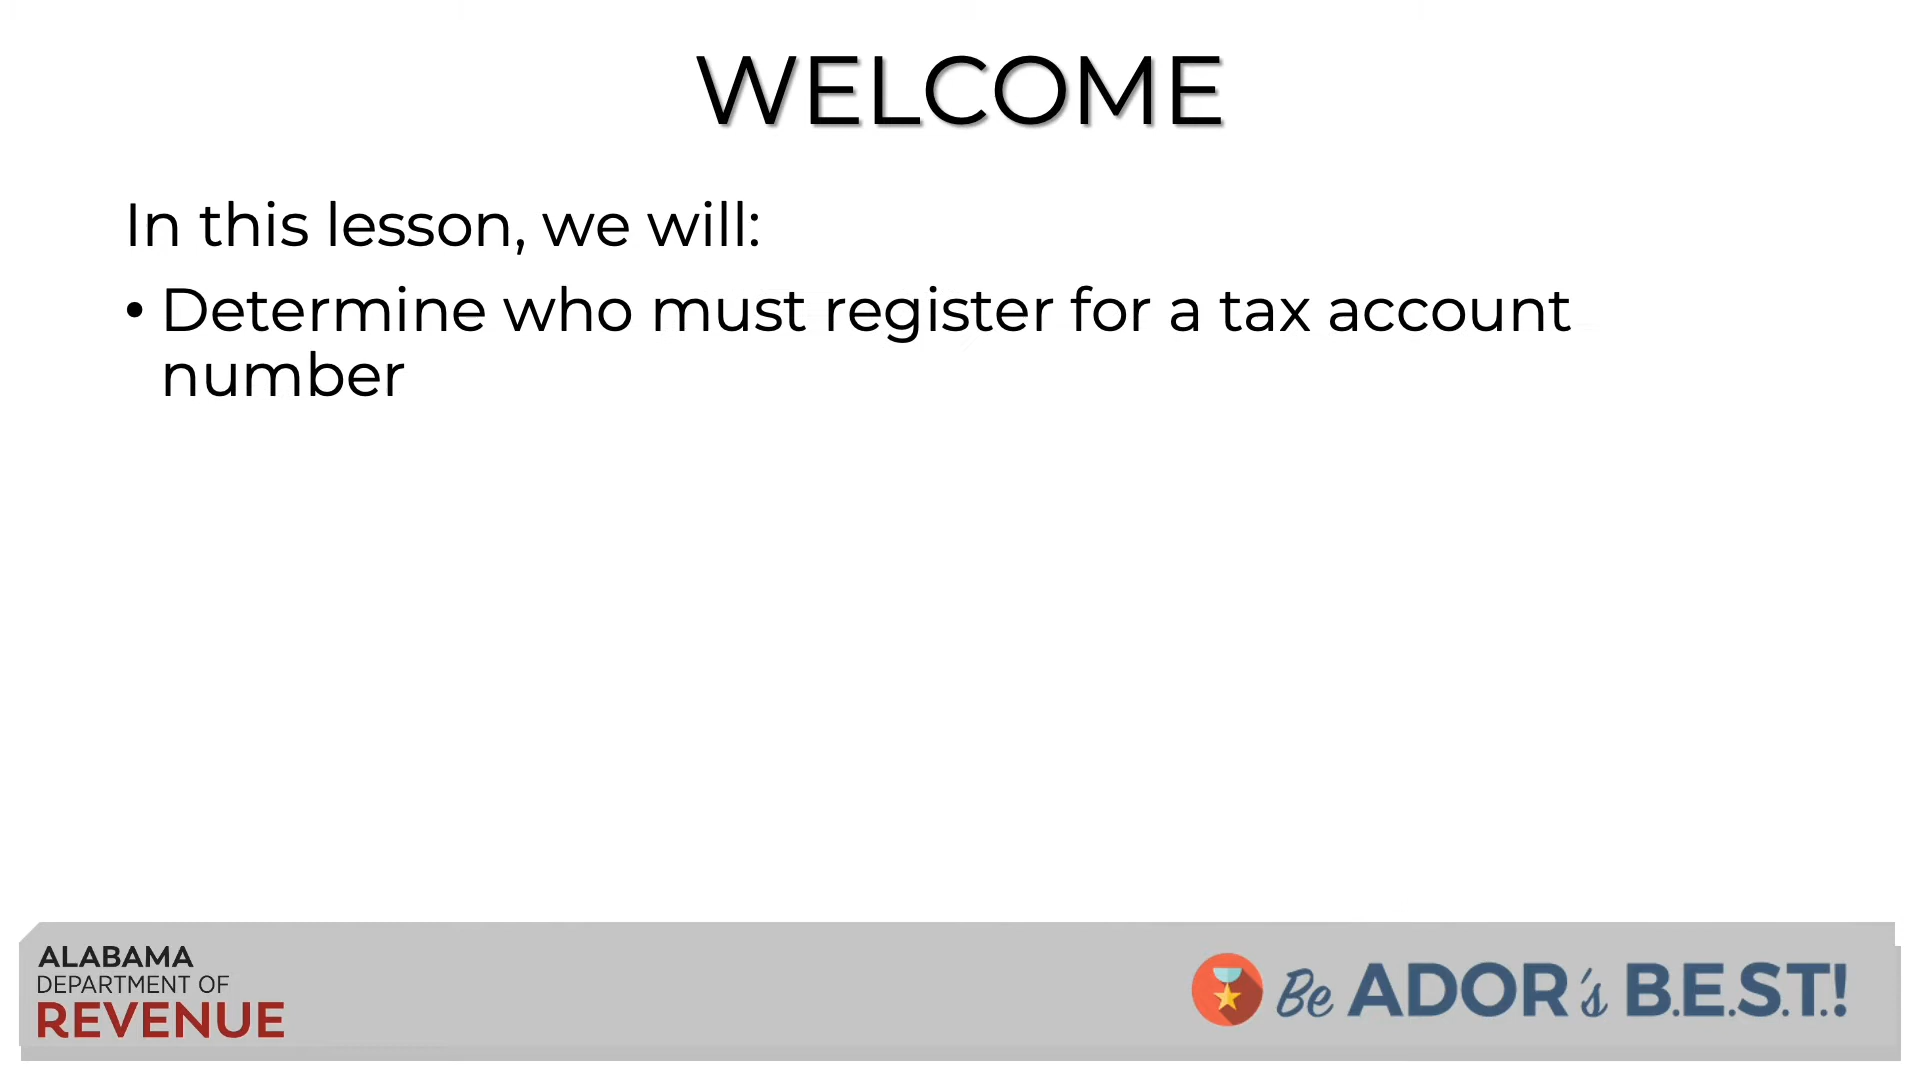 WELCOME
In this lesson, we will:
• Determine who must register for a tax account
number
ALABAMA
DEPARTMENT OF
REVENUE
Be ADOR's B.E.S.T.!